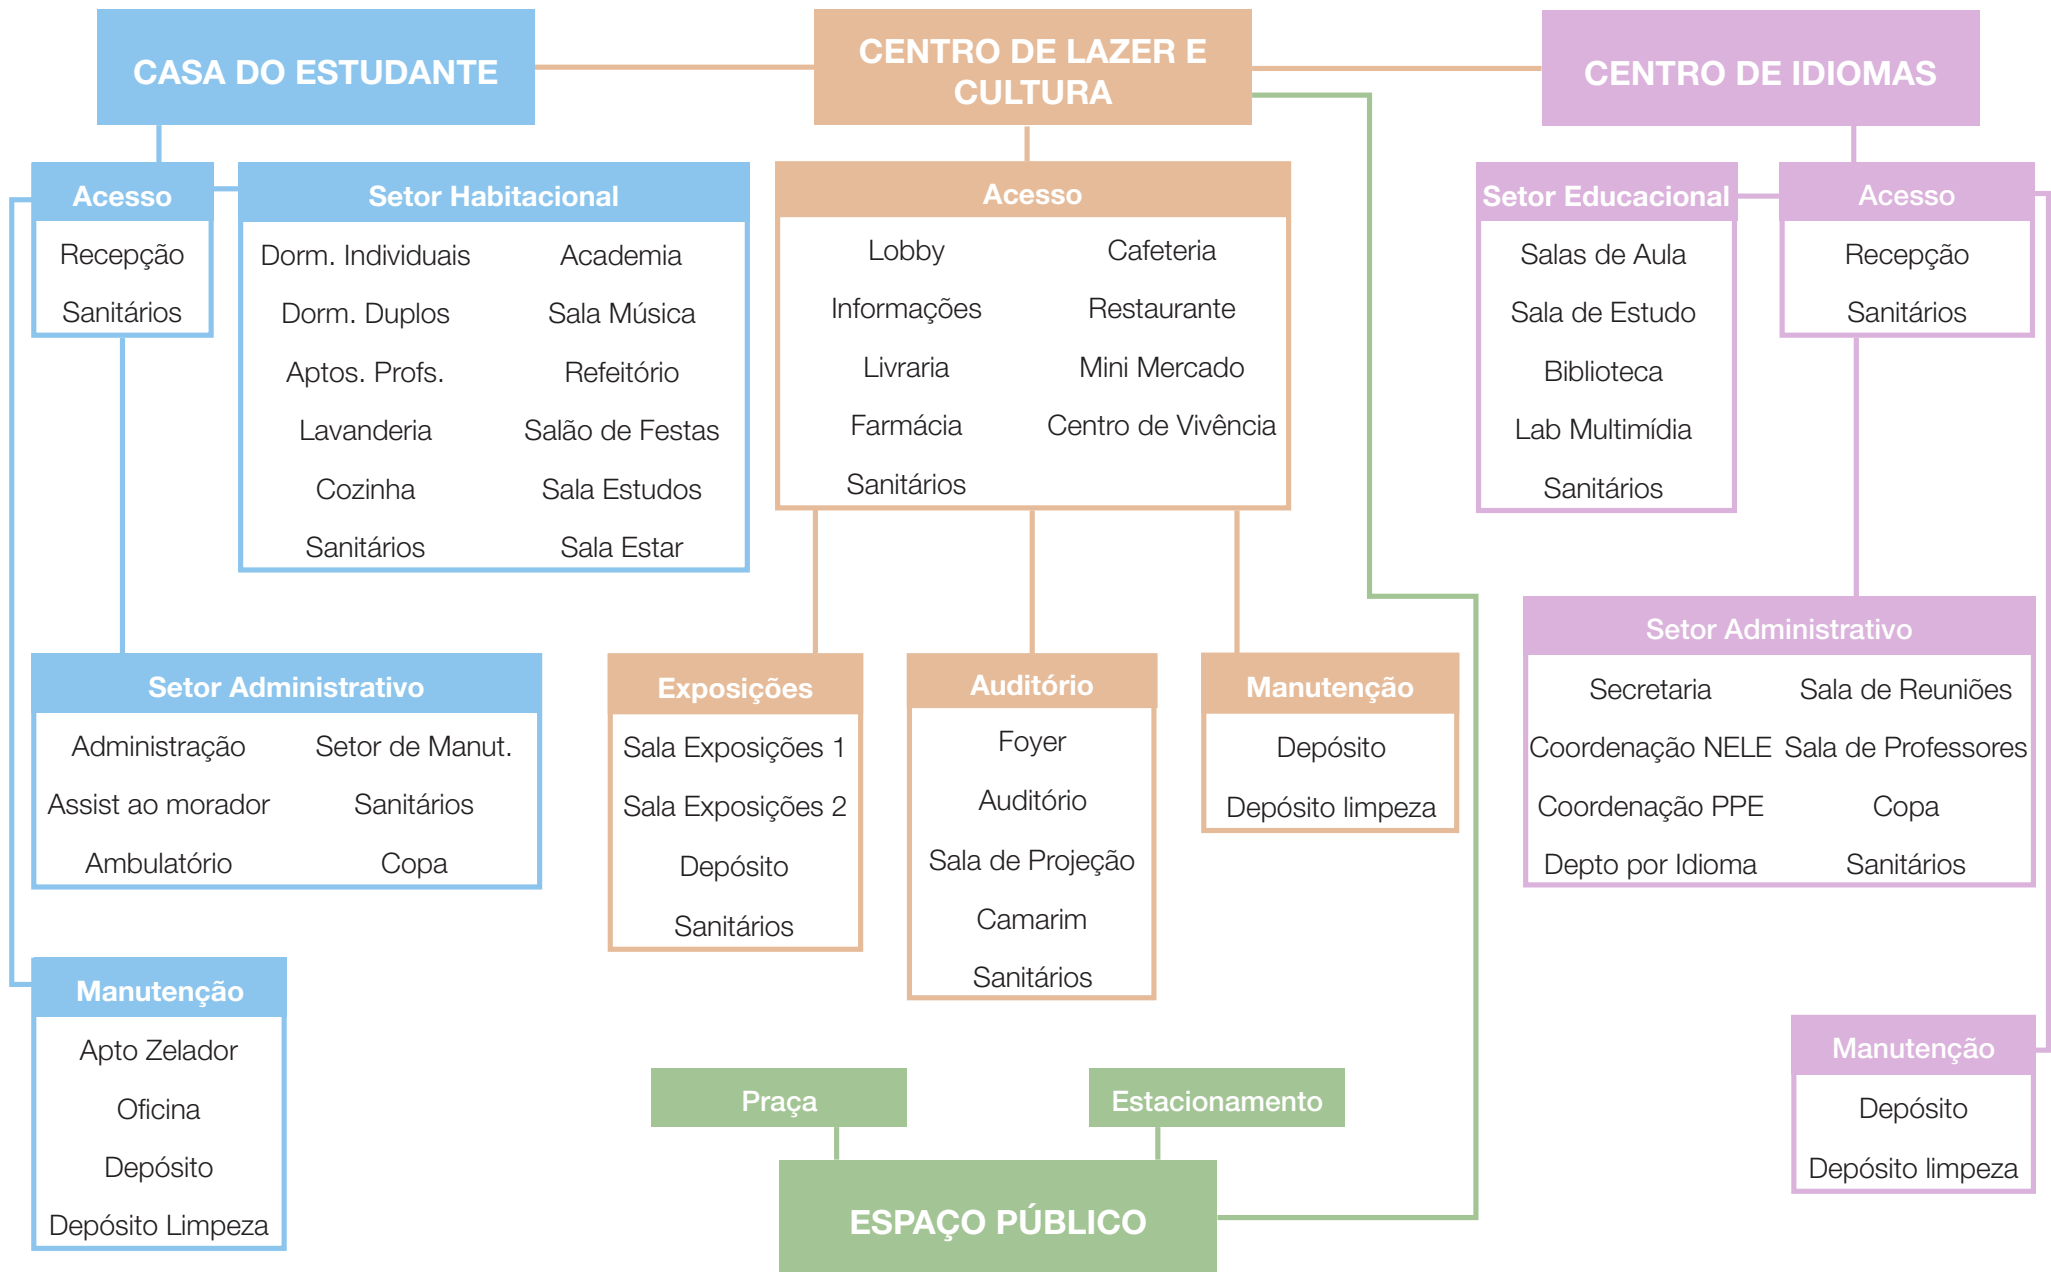 CASA DO ESTUDANTE
CENTRO DE LAZER E
CULTURA
CENTRO DE IDIOMAS
Acesso
Recepção
Sanitários
Setor Habitacional
Dorm. Individuais
Dorm. Duplos
Aptos. Profs.
Lavanderia
Cozinha
Sanitários
Academia
Sala Música
Refeitório
Salão de Festas
Sala Estudos
Sala Estar
Acesso
Lobby
Informações
Livraria
Farmácia
Sanitários
Cafeteria
Restaurante
Mini Mercado
Centro de Vivência
Setor Educacional
Salas de Aula
Sala de Estudo
Biblioteca
Lab Multimídia
Sanitários
Acesso
Recepção
Sanitários
Setor Administrativo
Administração
Assist ao morador
Ambulatório
Setor de Manut.
Sanitários
Copa
Exposições
Sala Exposições 1
Sala Exposições 2
Depósito
Sanitários
Auditório
Foyer
Auditório
Sala de Projeção
Camarim
Sanitários
Manutenção
Depósito
Depósito limpeza
Setor Administrativo
Secretaria
Coordenação NELE
Coordenação PPE
Depto por Idioma
Sala de Reuniões
Sala de Professores
Copa
Sanitários
Manutenção
Apto Zelador
Oficina
Depósito
Depósito Limpeza
Praça
Estacionamento
ESPAÇO PÚBLICO
Manutenção
Depósito
Depósito limpeza